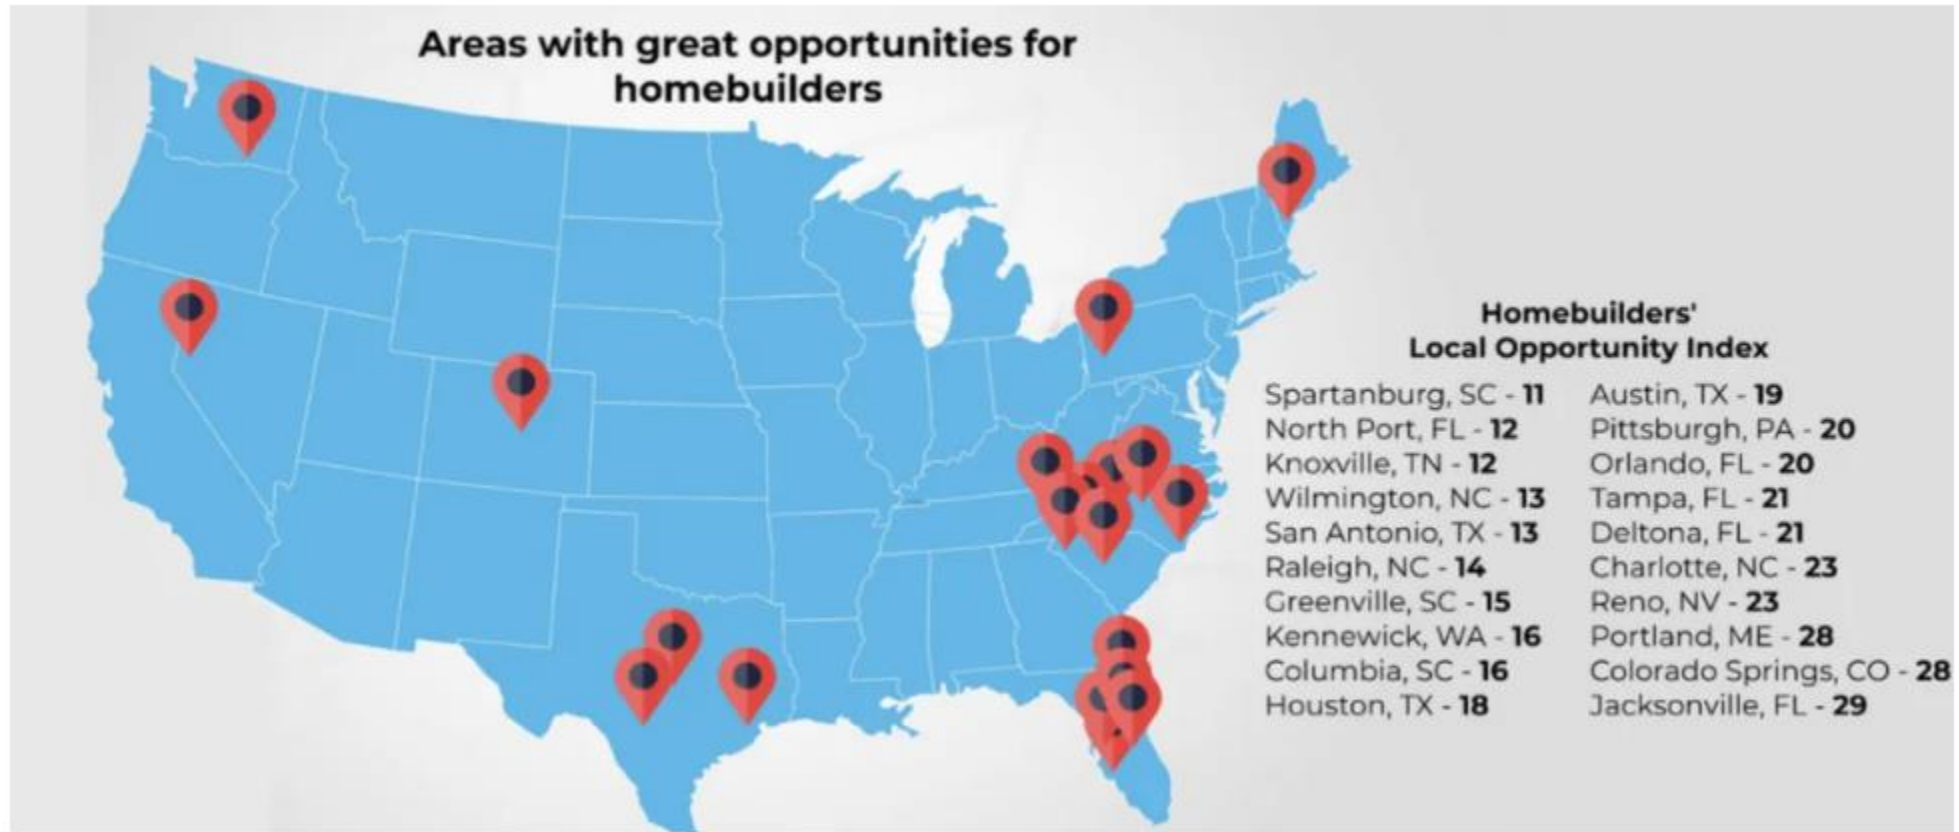 Areas with great opportunities for
homebuilders
Homebuilders'
Local Opportunity Index
Spartanburg, SC - 11
North Port, FL - 12
Knoxville, TN - 12
Wilmington, NC - 13
San Antonio, TX - 13
Raleigh, NC - 14
Greenville, SC - 15
Kennewick, WA - 16
Columbia, SC - 16
Houston, TX - 18
Austin, TX - 19
Pittsburgh, PA - 20
Orlando, FL - 20
Tampa, FL - 21
Deltona, FL - 21
Charlotte, NC - 23
Reno, NV - 23
Portland, ME - 28
Colorado Springs, CO - 28
Jacksonville, FL - 29